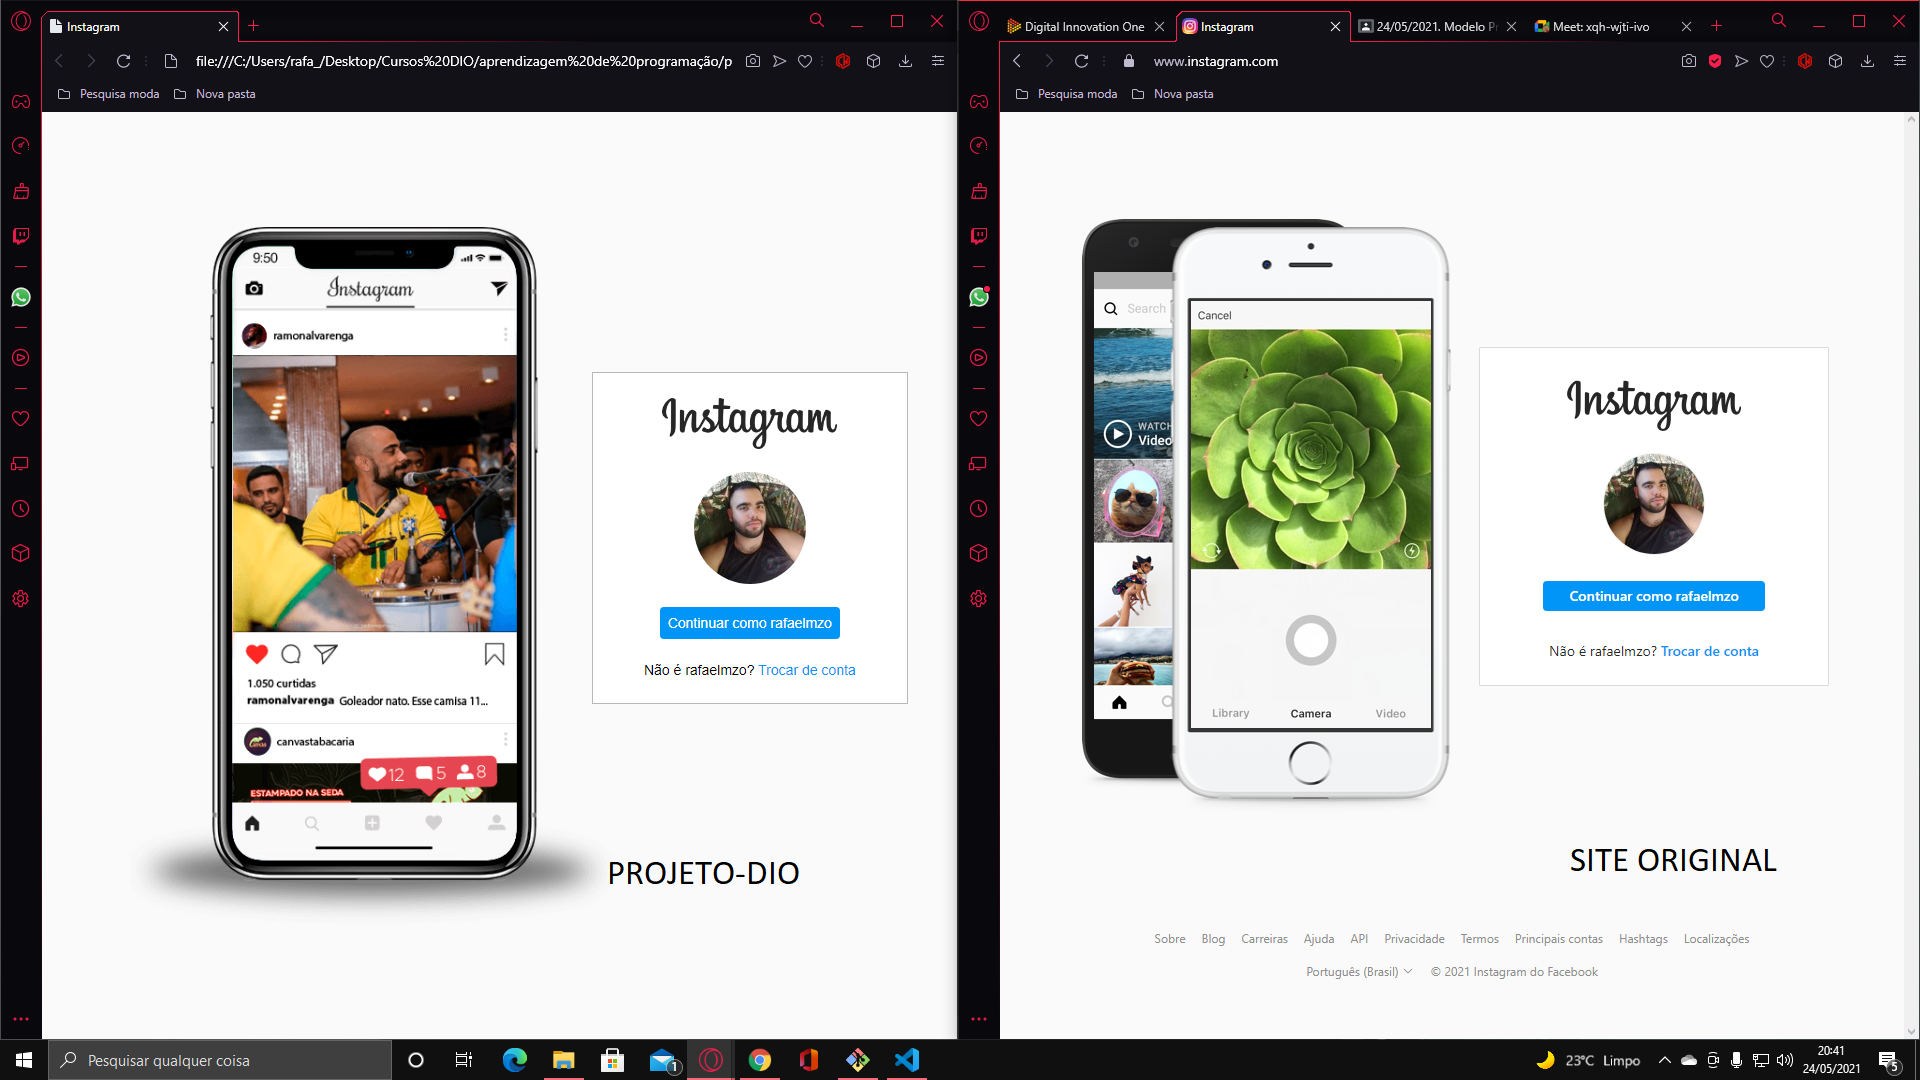 Instagram
file:///C:/Users/rafa_/Desktop/Cursos%20DIO/aprendizagem%20de%20programação/p
Pesquisa moda
Nova pasta
9:50
Instagram
ramonalvarenga
1.050 curtidas
ramonalvarenga Goleador nato. Esse camisa 11...
canvastabacaria
12 5 8
ESTAMPADO NA SEDA
Instagram
Continuar como rafaelmzo
Não é rafaelmzo? Trocar de conta
PROJETO-DIO
Digital Innovation One
Instagram
24/05/2021. Modelo P
Meet: xqh-wjti-ivo
www.instagram.com
Pesquisa moda
Nova pasta
Search
WATCH
Video
Cancel
Library
Camera
Video
Instagram
Continuar como rafaelmzo
Não é rafaelmzo? Trocar de conta
SITE ORIGINAL
Sobre Blog Carreiras Ajuda API Privacidade Termos Principais contas Hashtags Localizações
Português (Brasil) © 2021 Instagram do Facebook
Pesquisar qualquer coisa
1
23°C Limpo
20:41
24/05/2021
5